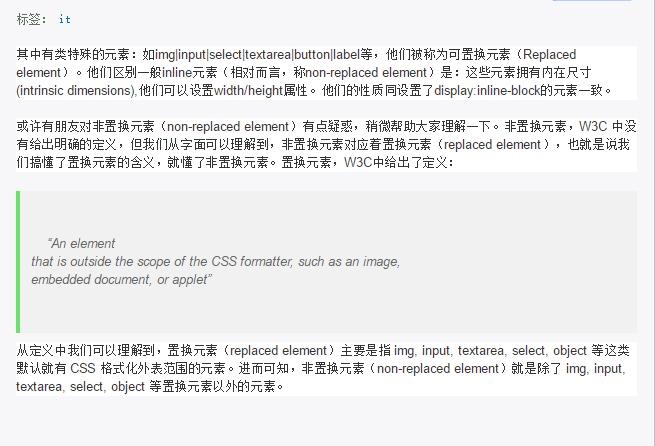 标签： it
其中有类特殊的元素：如img|input|select|textarea|button|label等，他们被称为可置换元素（Replaced
element）。他们区别一般inline元素（相对而言，称non-replaced element）是：这些元素拥有内在尺寸
(intrinsic dimensions),他们可以设置width/height属性。他们的性质同设置了display:inline-block的元素一致。
或许有朋友对非置换元素（non-replaced element）有点疑惑，稍微帮助大家理解一下。非置换元素，W3C 中没
有给出明确的定义，但我们从字面可以理解到，非置换元素对应着置换元素（replaced element ），也就是说我
们搞懂了置换元素的含义，就懂了非置换元素。置换元素，W3C中给出了定义：
“An element
that is outside the scope of the CSS formatter, such as an image,
embedded document, or applet”
从定义中我们可以理解到，置换元素（replaced element）主要是指 img, input, textarea, select, object 等这类
默认就有 CSS 格式化外表范围的元素。进而可知，非置换元素（non-replaced element）就是除了 img, input,
textarea, select, object 等置换元素以外的元素。